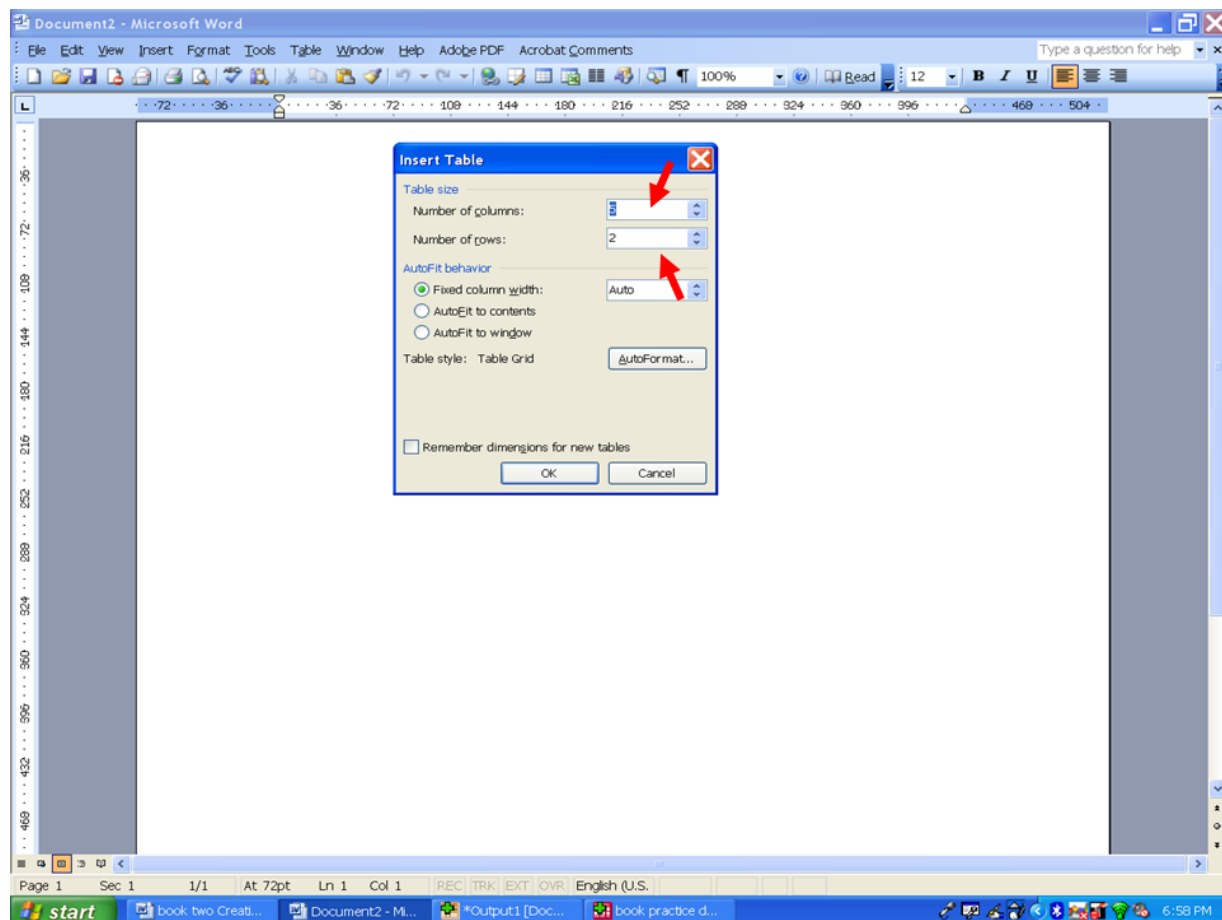 Document2 - Microsoft Word
File Edit View Insert Format Tools Table Window Help Adobe PDF Acrobat Comments Type a question for help
100% Read 12 B I U
L 72 36 36 72 108 144 180 216 252 288 324 360 396 468 504
36
72
108
144
180
216
252
288
324
360
396
432
468
Insert Table
Table size
Number of columns: 5
Number of rows: 2
AutoFit behavior
Fixed column width: Auto
AutoFit to contents
AutoFit to window
Table style: Table Grid AutoFormat...
Remember dimensions for new tables
OK Cancel
Page 1 Sec 1 1/1 At 72pt Ln 1 Col 1 REC TRK EXT OVR English (U.S.
start book two Creati... Document2 - Mi... *Output1 [Doc... book practice d... 6:58 PM